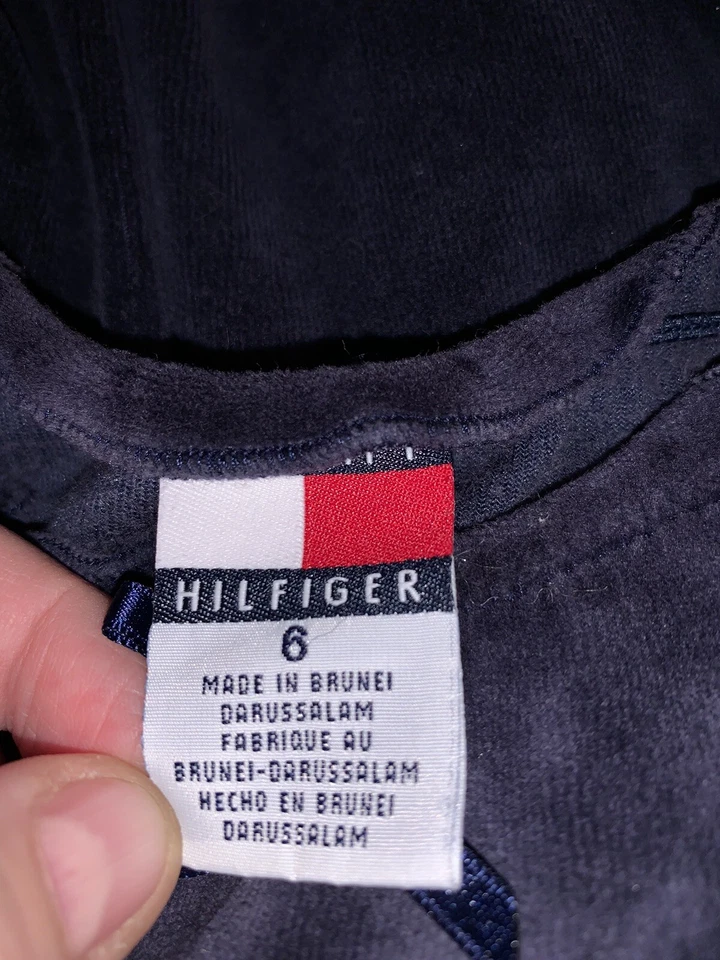 HILFIGER
6
MADE IN BRUNEI
DARUSSALAM
FABRIQUE AU
BRUNEI-DARUSSALAM
HECHO EN BRUNEI
DARUSSALAM